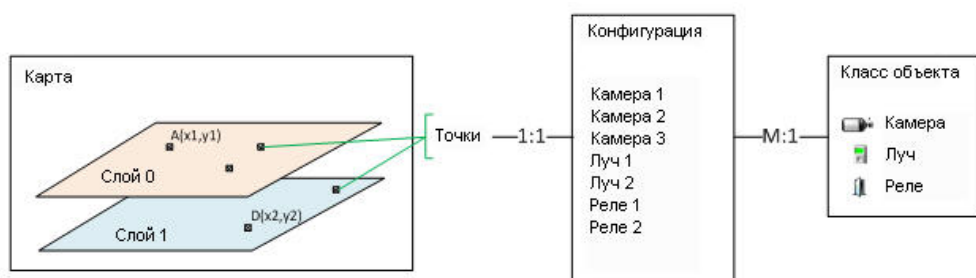 Карта
A(x1,y1)
Слой 0
D(x2,y2)
Слой 1
Точки
1:1
Конфигурация
Камера 1
Камера 2
Камера 3
Луч 1
Луч 2
Реле 1
Реле 2
M:1
Класс объекта
Камера
Луч
Реле